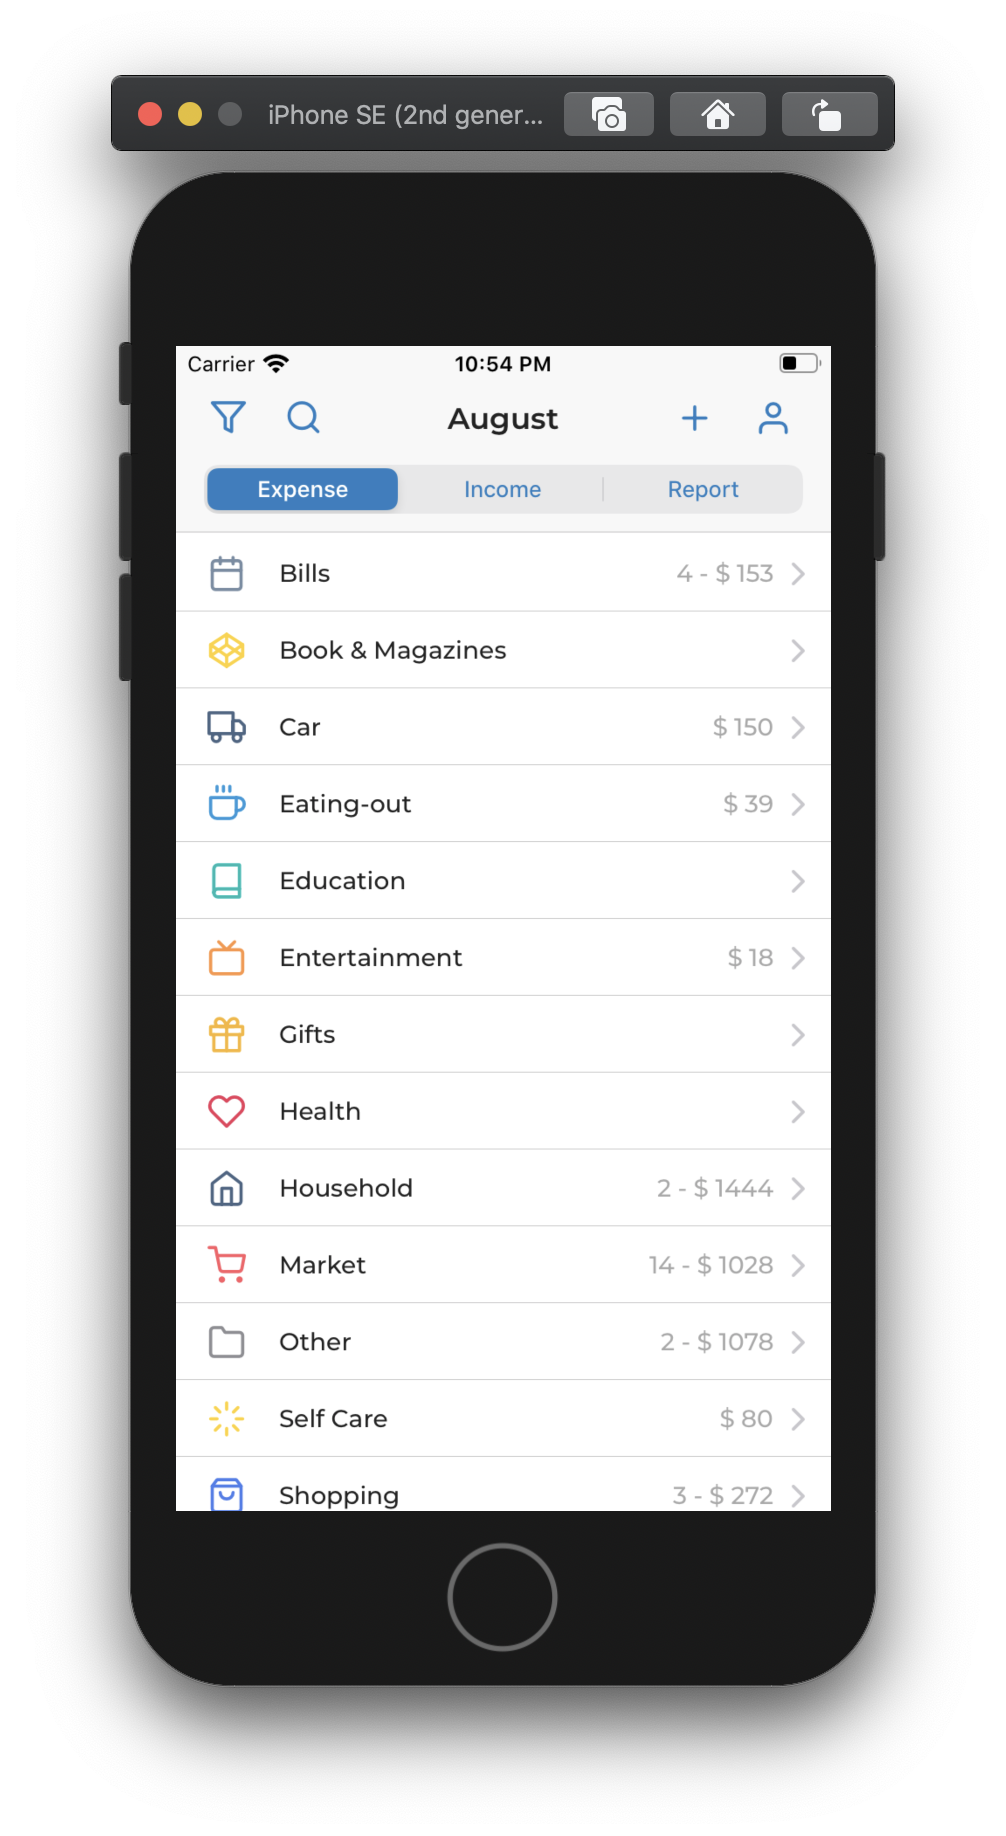 iPhone SE (2nd gener...
Carrier 10:54 PM
August
Expense Income Report
Bills 4 - $ 153
Book & Magazines
Car $ 150
Eating-out $ 39
Education
Entertainment $ 18
Gifts
Health
Household 2 - $ 1444
Market 14 - $ 1028
Other 2 - $ 1078
Self Care $ 80
Shopping 3 - $ 272